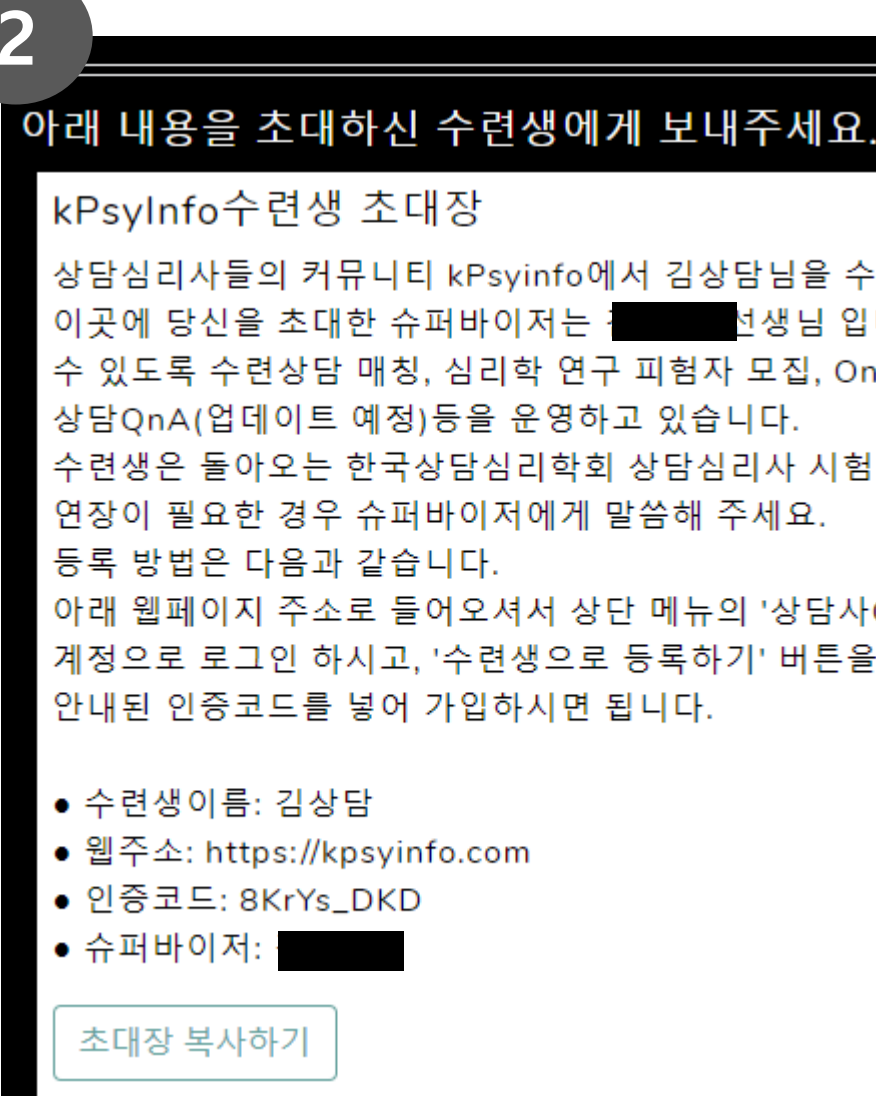 2
아래 내용을 초대하신 수련생에게 보내주세요.
kPsyInfo수련생 초대장
상담심리사들의 커뮤니티 kPsyinfo에서 김상담님을 수
이곳에 당신을 초대한 슈퍼바이저는 선생님 입
수 있도록 수련상담 매칭, 심리학 연구 피험자 모집, On
상담QnA(업데이트 예정)등을 운영하고 있습니다.
수련생은 돌아오는 한국상담심리학회 상담심리사 시험
연장이 필요한 경우 슈퍼바이저에게 말씀해 주세요.
등록 방법은 다음과 같습니다.
아래 웹페이지 주소로 들어오셔서 상단 메뉴의 '상담사
계정으로 로그인 하시고, '수련생으로 등록하기' 버튼을
안내된 인증코드를 넣어 가입하시면 됩니다.
● 수련생이름: 김상담
● 웹주소: https://kpsyinfo.com
● 인증코드: 8KrYs_DKD
● 슈퍼바이저:
초대장 복사하기